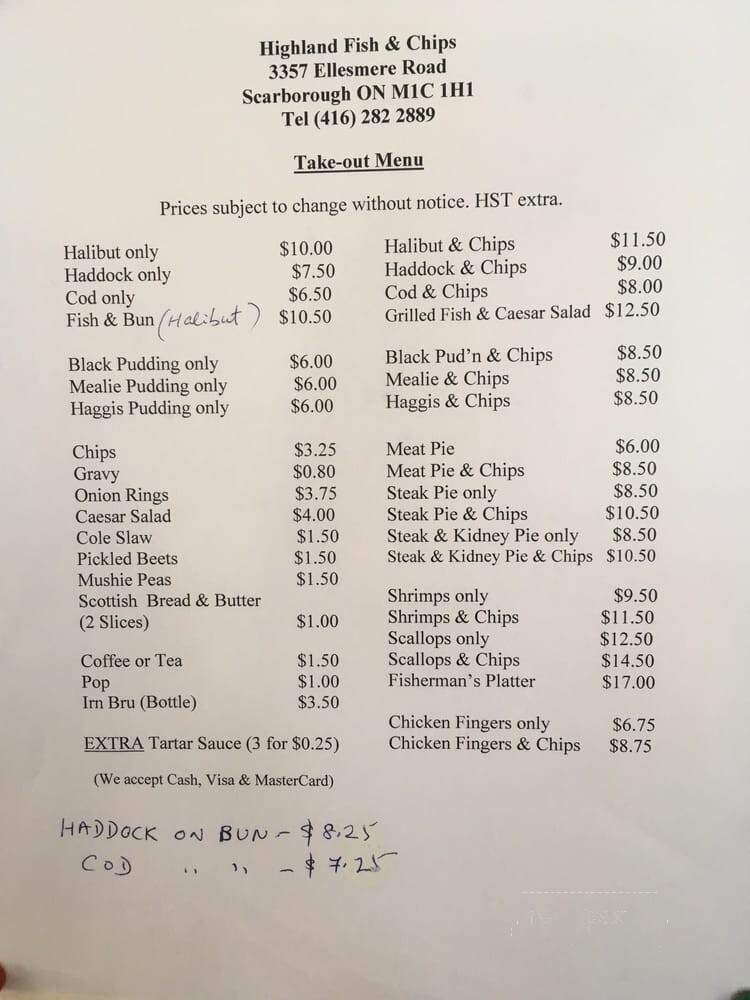 Highland Fish & Chips
3357 Ellesmere Road
Scarborough ON M1C 1H1
Tel (416) 282 2889
Take-out Menu
Prices subject to change without notice. HST extra.
Halibut only $10.00
Haddock only $7.50
Cod only $6.50
Fish & Bun (Halibut) $10.50
Black Pudding only $6.00
Mealie Pudding only $6.00
Haggis Pudding only $6.00
Chips $3.25
Gravy $0.80
Onion Rings $3.75
Caesar Salad $4.00
Cole Slaw $1.50
Pickled Beets $1.50
Mushie Peas $1.50
Scottish Bread & Butter
(2 Slices) $1.00
Coffee or Tea $1.50
Pop $1.00
Irn Bru (Bottle) $3.50
EXTRA Tartar Sauce (3 for $0.25)
(We accept Cash, Visa & MasterCard)
Halibut & Chips $11.50
Haddock & Chips $9.00
Cod & Chips $8.00
Grilled Fish & Caesar Salad $12.50
Black Pud'n & Chips $8.50
Mealie & Chips $8.50
Haggis & Chips $8.50
Meat Pie $6.00
Meat Pie & Chips $8.50
Steak Pie only $8.50
Steak Pie & Chips $10.50
Steak & Kidney Pie only $8.50
Steak & Kidney Pie & Chips $10.50
Shrimps only $9.50
Shrimps & Chips $11.50
Scallops only $12.50
Scallops & Chips $14.50
Fisherman's Platter $17.00
Chicken Fingers only $6.75
Chicken Fingers & Chips $8.75
HADDOCK ON BUN - $8.25
COD " " - $7.25